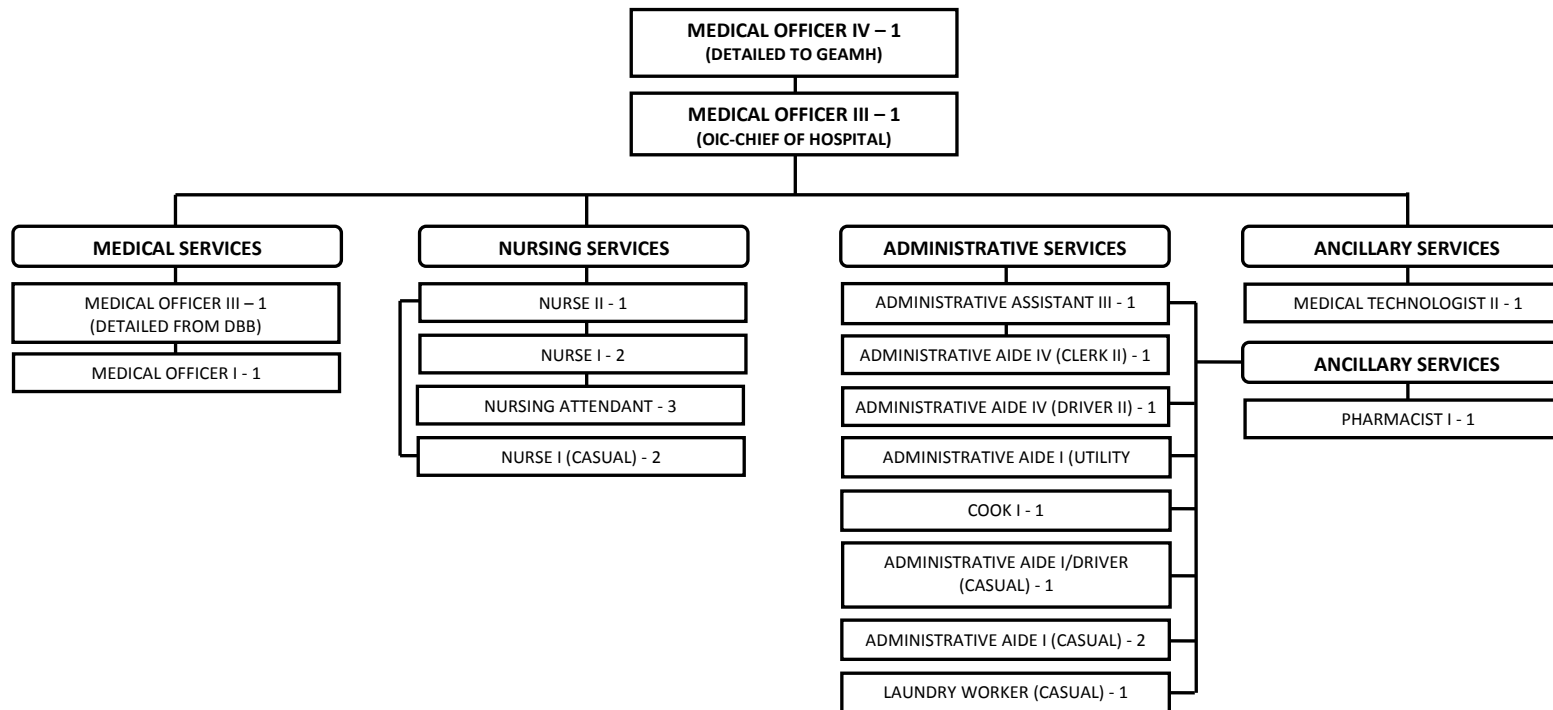 MEDICAL OFFICER IV – 1
(DETAILED TO GEAMH)
MEDICAL OFFICER III – 1
(OIC-CHIEF OF HOSPITAL)
MEDICAL SERVICES
MEDICAL OFFICER III – 1
(DETAILED FROM DBB)
MEDICAL OFFICER I - 1
NURSING SERVICES
NURSE II - 1
NURSE I - 2
NURSING ATTENDANT - 3
NURSE I (CASUAL) - 2
ADMINISTRATIVE SERVICES
ADMINISTRATIVE ASSISTANT III - 1
ADMINISTRATIVE AIDE IV (CLERK II) - 1
ADMINISTRATIVE AIDE IV (DRIVER II) - 1
ADMINISTRATIVE AIDE I (UTILITY
COOK I - 1
ADMINISTRATIVE AIDE I/DRIVER
(CASUAL) - 1
ADMINISTRATIVE AIDE I (CASUAL) - 2
LAUNDRY WORKER (CASUAL) - 1
ANCILLARY SERVICES
MEDICAL TECHNOLOGIST II - 1
ANCILLARY SERVICES
PHARMACIST I - 1